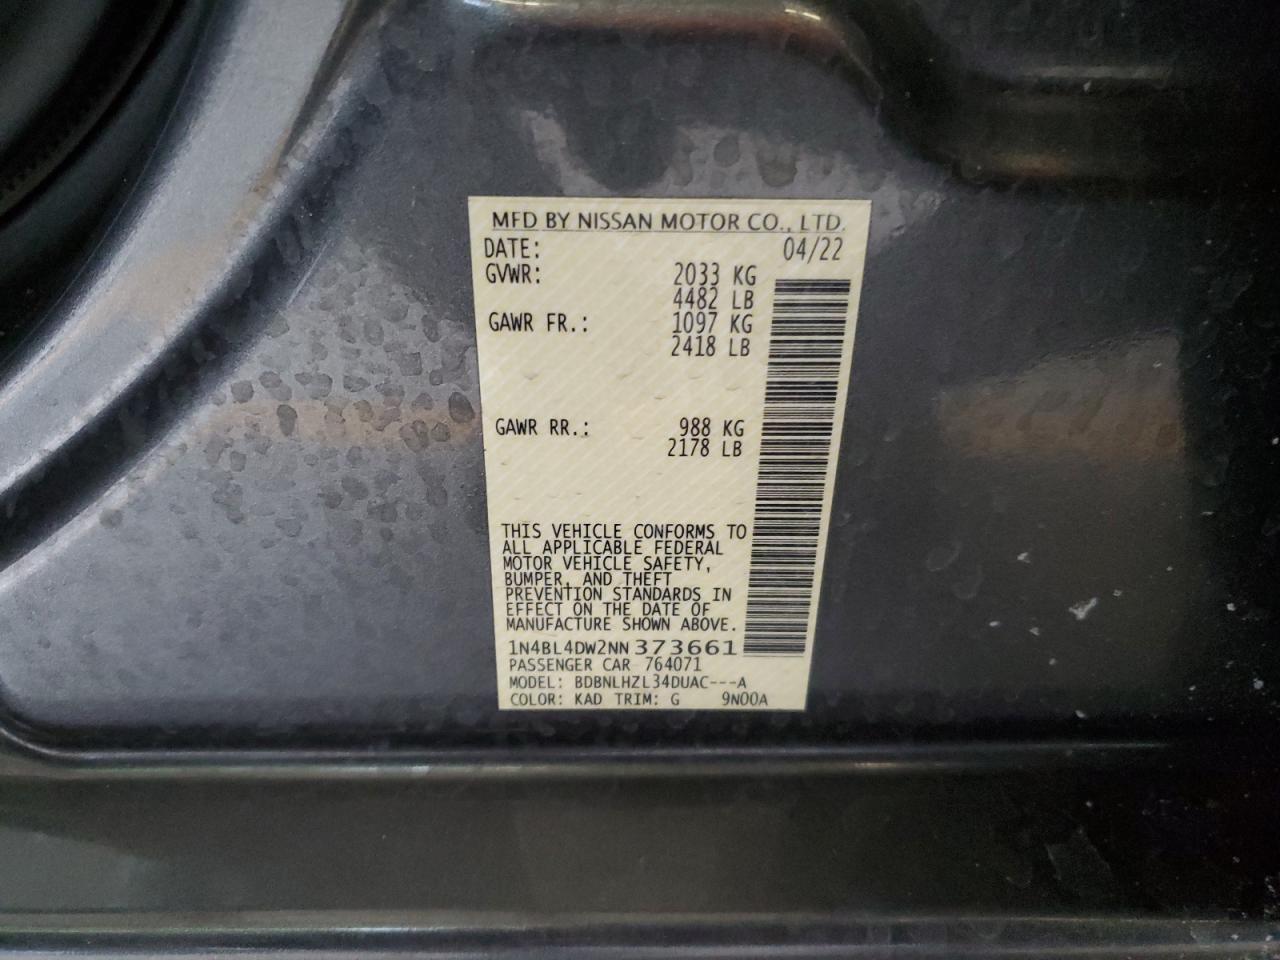 MFD BY NISSAN MOTOR CO., LTD.
DATE: 04/22
GVWR: 2033 KG
4482 LB
GAWR FR.: 1097 KG
2418 LB
GAWR RR.: 988 KG
2178 LB
THIS VEHICLE CONFORMS TO
ALL APPLICABLE FEDERAL
MOTOR VEHICLE SAFETY,
BUMPER, AND THEFT
PREVENTION STANDARDS IN
EFFECT ON THE DATE OF
MANUFACTURE SHOWN ABOVE.
1N4BL4DW2NN373661
PASSENGER CAR 764071
MODEL: BDBNLHZL34DUAC---A
COLOR: KAD TRIM: G 9N00A